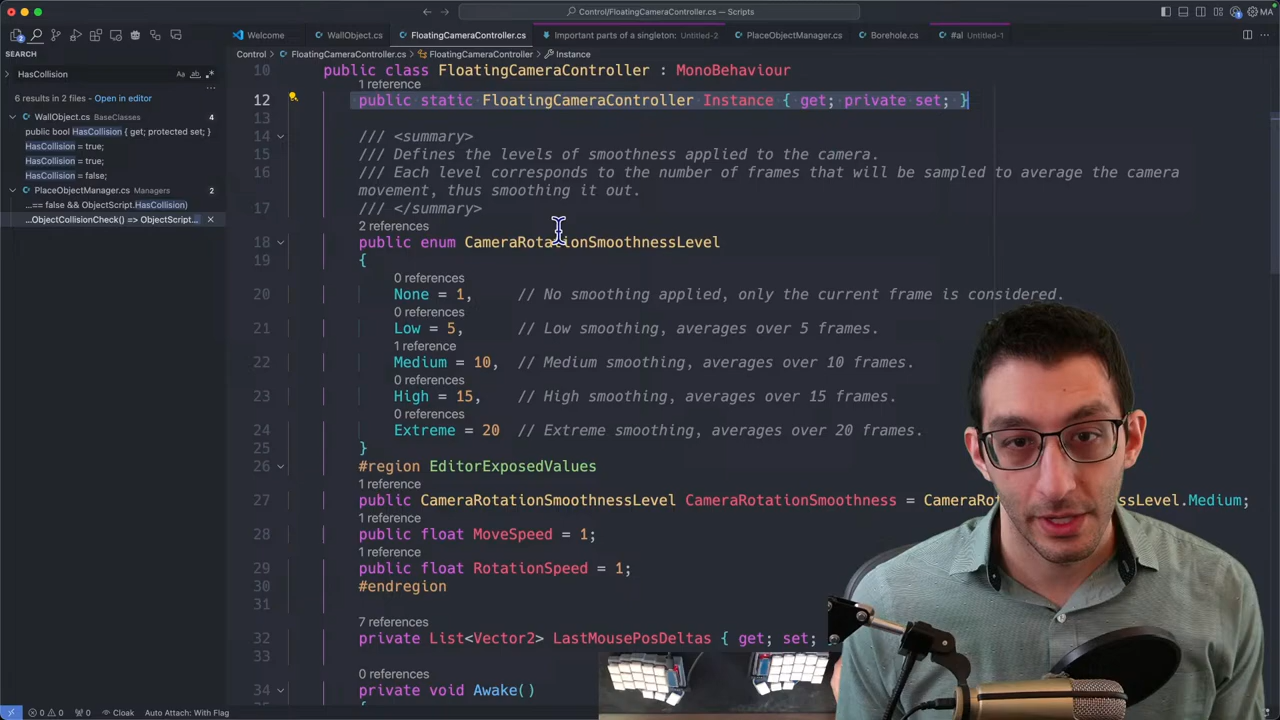 Control/FloatingCameraController.cs — Scripts
MA
Welcome
WallObject.cs
FloatingCameraController.cs
Important parts of a singleton: Untitled-2
PlaceObjectManager.cs
Borehole.cs
#al Untitled-1
SEARCH
HasCollision
Aa
ab
6 results in 2 files - Open in editor
WallObject.cs BaseClasses 4
public bool HasCollision { get; protected set; }
HasCollision = true;
HasCollision = true;
HasCollision = false;
PlaceObjectManager.cs Managers 2
...== false && ObjectScript.HasCollision)
...ObjectCollisionCheck() => ObjectScript...
Control > FloatingCameraController.cs > FloatingCameraController > Instance
10 public class FloatingCameraController : MonoBehaviour
1 reference
12 public static FloatingCameraController Instance { get; private set; }
13
14 /// <summary>
15 /// Defines the levels of smoothness applied to the camera.
16 /// Each level corresponds to the number of frames that will be sampled to average the camera
movement, thus smoothing it out.
17 /// </summary>
2 references
18 public enum CameraRotationSmoothnessLevel
19 {
0 references
20 None = 1, // No smoothing applied, only the current frame is considered.
0 references
21 Low = 5, // Low smoothing, averages over 5 frames.
1 reference
22 Medium = 10, // Medium smoothing, averages over 10 frames.
0 references
23 High = 15, // High smoothing, averages over 15 frames.
0 references
24 Extreme = 20 // Extreme smoothing, averages over 20 frames.
25 }
26 #region EditorExposedValues
1 reference
27 public CameraRotationSmoothnessLevel CameraRotationSmoothness = CameraRo ssLevel.Medium;
1 reference
28 public float MoveSpeed = 1;
1 reference
29 public float RotationSpeed = 1;
30 #endregion
31
7 references
32 private List<Vector2> LastMousePosDeltas { get; set;
33
0 references
34 private void Awake()
0 0 0 Cloak Auto Attach: With Flag